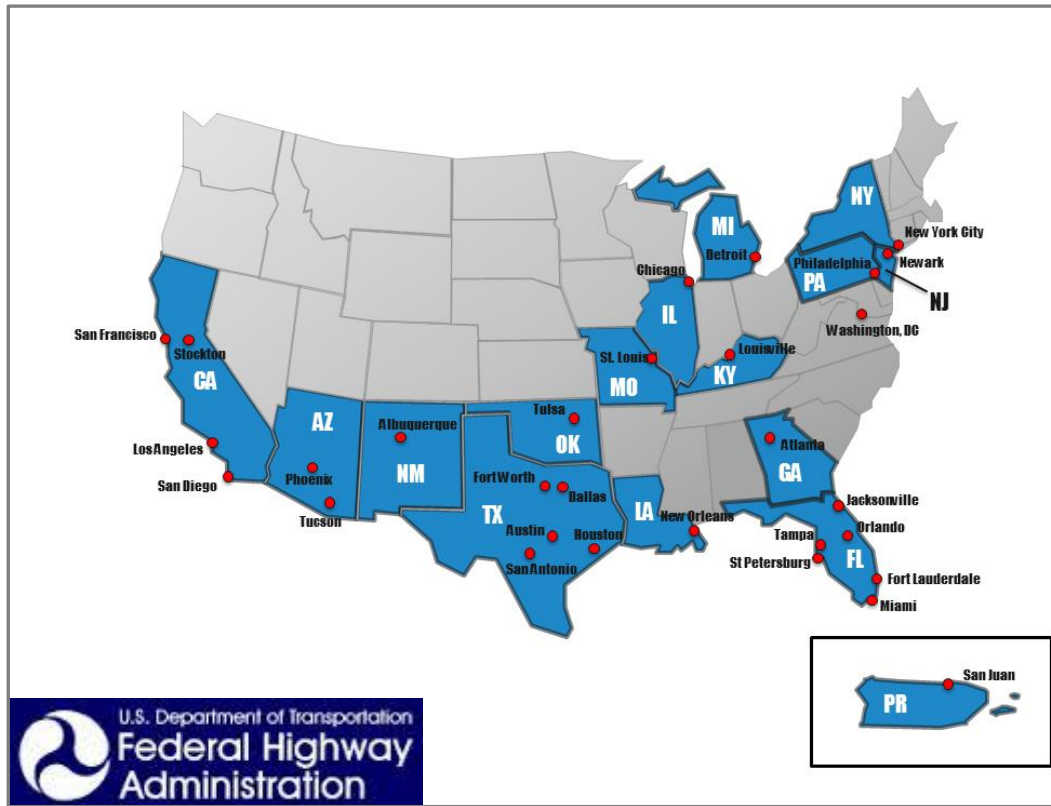 NY
MI
New York City
Detroit
Philadelphia
Newark
Chicago
PA
NJ
IL
Washington, DC
San Francisco
Stockton
St. Louis
Louisville
CA
MO
KY
AZ
Albuquerque
Tulsa
OK
Atlanta
Los Angeles
Phoenix
NM
GA
San Diego
Fort Worth
Dallas
Tucson
TX
LA
New Orleans
Jacksonville
Austin
Houston
Tampa
Orlando
San Antonio
St Petersburg
FL
Fort Lauderdale
Miami
San Juan
PR
U.S. Department of Transportation
Federal Highway
Administration